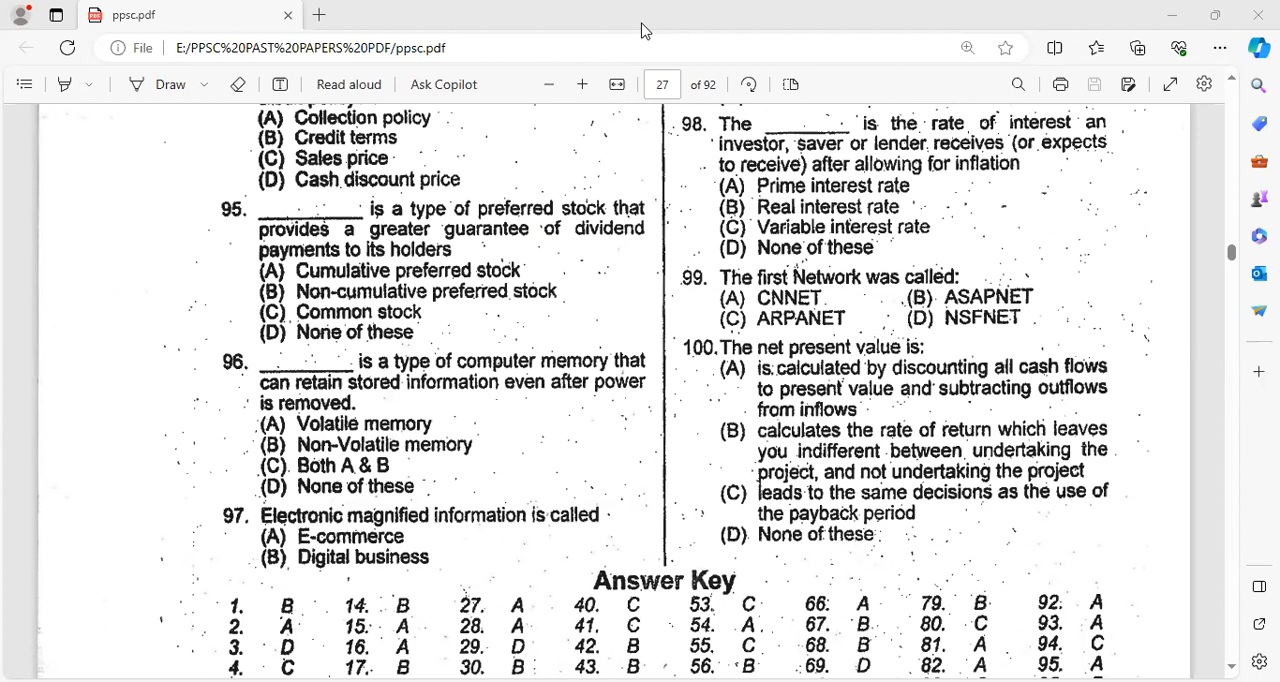 ppsc.pdf
File
E:/PPSC%20PAST%20PAPERS%20PDF/ppsc.pdf
Draw
Read aloud
Ask Copilot
27
of 92
(A) Collection policy
(B) Credit terms
(C) Sales price
(D) Cash discount price
95. ________ is a type of preferred stock that
provides a greater guarantee of dividend
payments to its holders
(A) Cumulative preferred stock
(B) Non-cumulative preferred stock
(C) Common stock
(D) None of these
96. ________ is a type of computer memory that
can retain stored information even after power
is removed.
(A) Volatile memory
(B) Non-Volatile memory
(C) Both A & B
(D) None of these
97. Electronic magnified information is called
(A) E-commerce
(B) Digital business
98. The ________ is the rate of interest an
investor, saver or lender receives (or expects
to receive) after allowing for inflation
(A) Prime interest rate
(B) Real interest rate
(C) Variable interest rate
(D) None of these
99. The first Network was called:
(A) CNNET (B) ASAPNET
(C) ARPANET (D) NSFNET
100. The net present value is:
(A) is calculated by discounting all cash flows
to present value and subtracting outflows
from inflows
(B) calculates the rate of return which leaves
you indifferent between undertaking the
project, and not undertaking the project
(C) leads to the same decisions as the use of
the payback period
(D) None of these
Answer Key
1. B 14. B 27. A 40. C 53. C 66. A 79. B 92. A
2. A 15. A 28. A 41. C 54. A 67. B 80. C 93. A
3. D 16. A 29. D 42. B 55. C 68. B 81. A 94. C
4. C 17. B 30. B 43. B 56. B 69. D 82. A 95. A